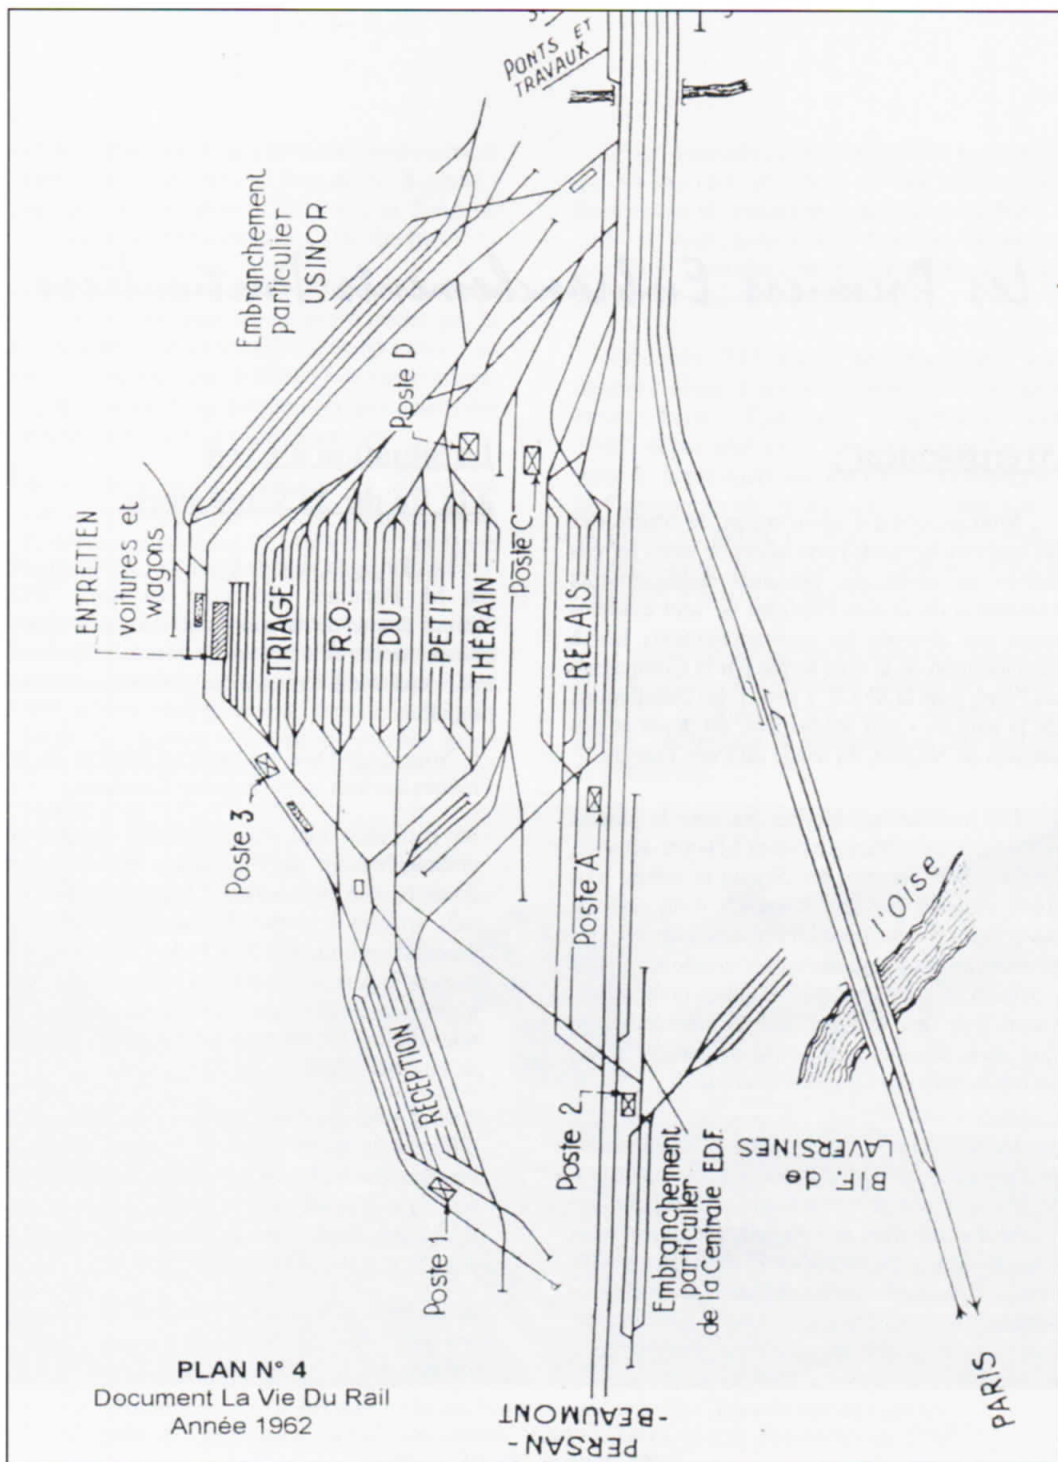 PONTS ET
TRAVAUX
Embranchement
particulier
USINOR
ENTRETIEN
voitures et
wagons
Poste D
Poste C
TRIAGE
R.O.
DU
PETIT
THÉRAIN
RELAIS
Poste 3
Poste A
l'OISE
RÉCEPTION
Poste 1
Poste 2
Embranchement
particulier
de la Centrale E.D.F.
BIF. de
LAVERSINES
PARIS
PERSAN-
-BEAUMONT
PLAN N° 4
Document La Vie Du Rail
Année 1962